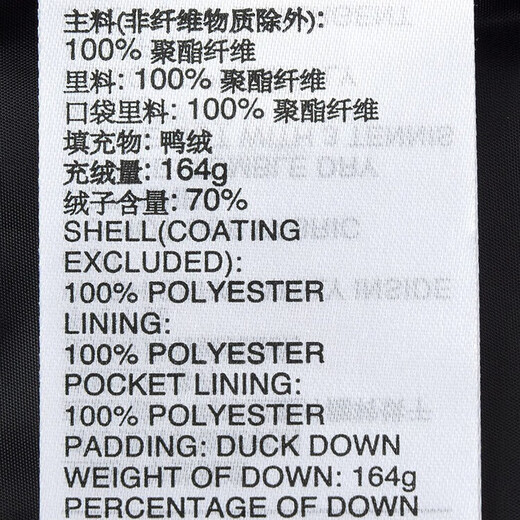 主料(非纤维物质除外):
100% 聚酯纤维
里料: 100% 聚酯纤维
口袋里料: 100% 聚酯纤维
填充物: 鸭绒
充绒量: 164g
绒子含量: 70%
SHELL(COATING
EXCLUDED):
100% POLYESTER
LINING:
100% POLYESTER
POCKET LINING:
100% POLYESTER
PADDING: DUCK DOWN
WEIGHT OF DOWN: 164g
PERCENTAGE OF DOWN